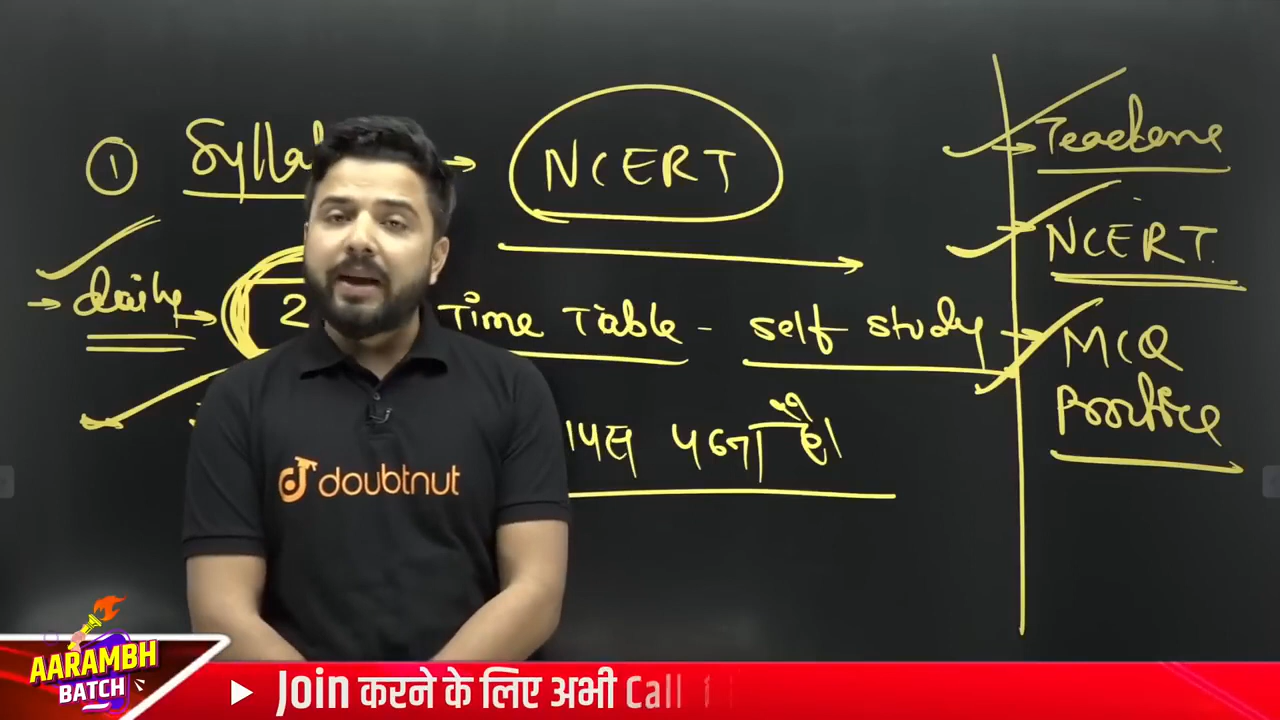 ① Syllab → NCERT
→ daily → 2 Time Table - self study
पढना है।
→ Teachers
→ NCERT
→ MCQ
Practice
doubtnut
AARAMBH
BATCH
Join करने के लिए अभी Call